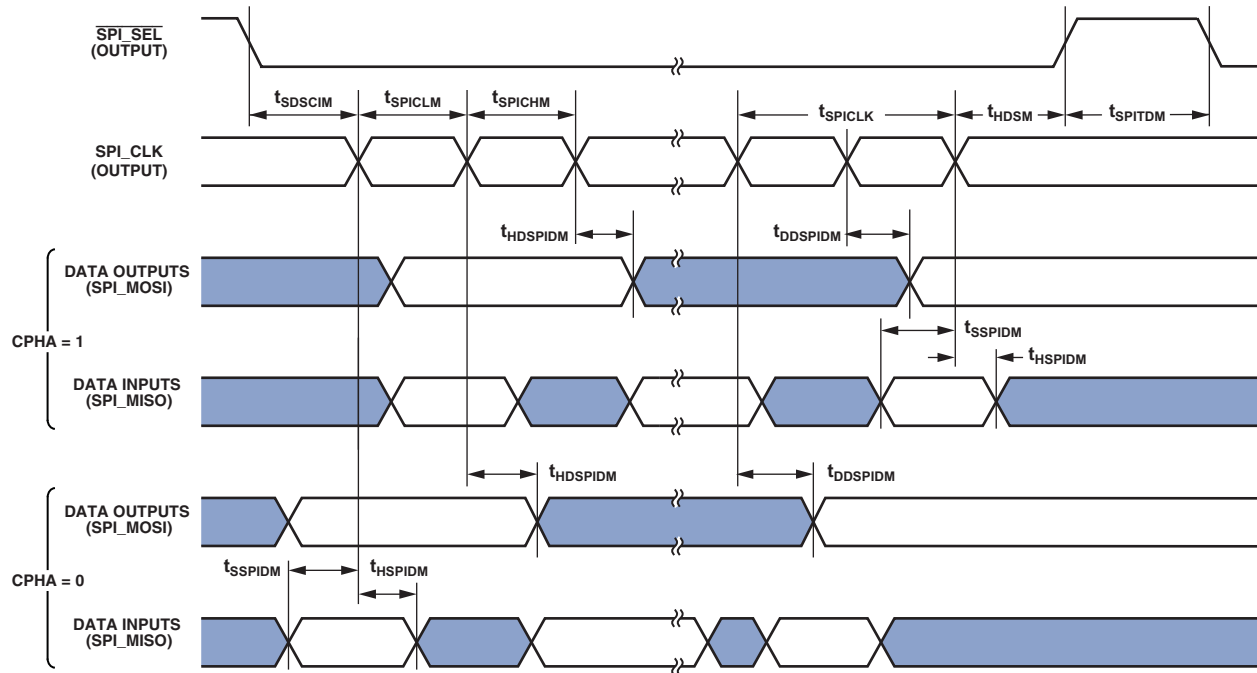 SPI_SEL
(OUTPUT)
tSDSCIM
tSPICLM
tSPICHM
tSPICLK
tHDSM
tSPITDM
SPI_CLK
(OUTPUT)
tHDSPIDM
tDDSPIDM
CPHA = 1
DATA OUTPUTS
(SPI_MOSI)
tSSPIDM
tHSPIDM
DATA INPUTS
(SPI_MISO)
tHDSPIDM
tDDSPIDM
CPHA = 0
DATA OUTPUTS
(SPI_MOSI)
tSSPIDM
tHSPIDM
DATA INPUTS
(SPI_MISO)